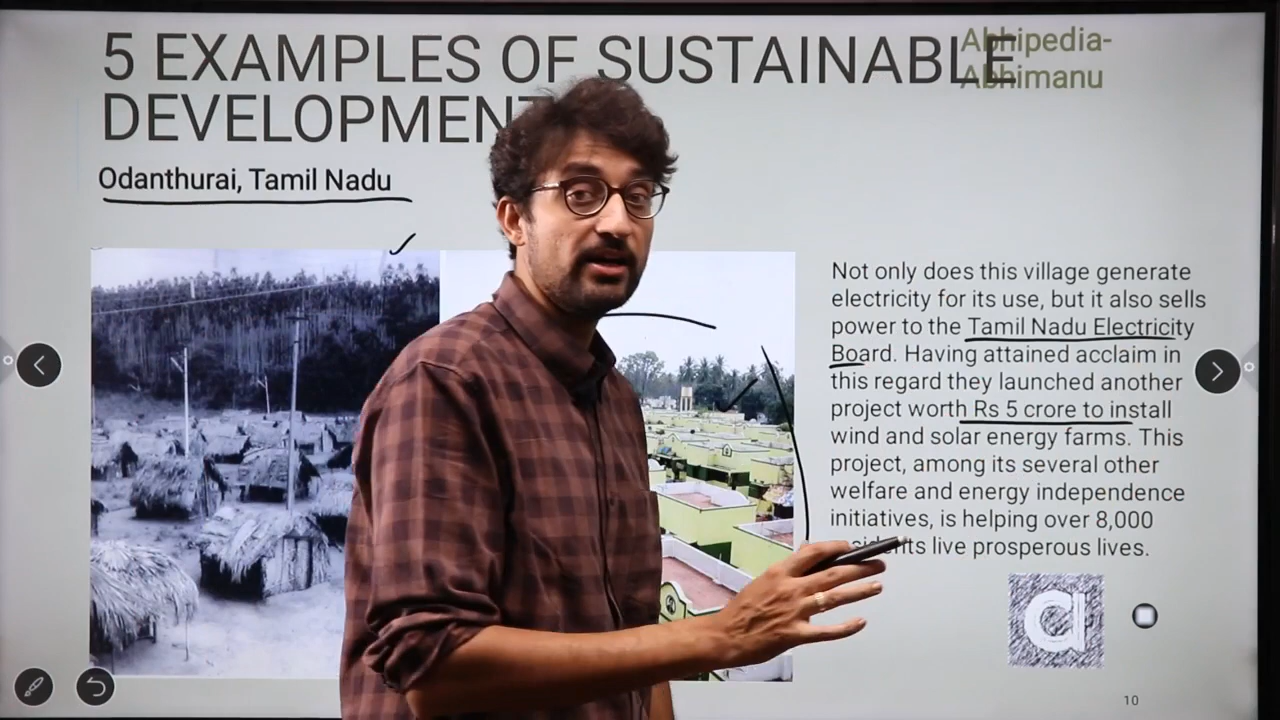 5 EXAMPLES OF SUSTAINABLE
DEVELOPMENT
Abhipedia-
Abhimanu
Odanthurai, Tamil Nadu
Not only does this village generate
electricity for its use, but it also sells
power to the Tamil Nadu Electricity
Board. Having attained acclaim in
this regard they launched another
project worth Rs 5 crore to install
wind and solar energy farms. This
project, among its several other
welfare and energy independence
initiatives, is helping over 8,000
residents live prosperous lives.
a
10